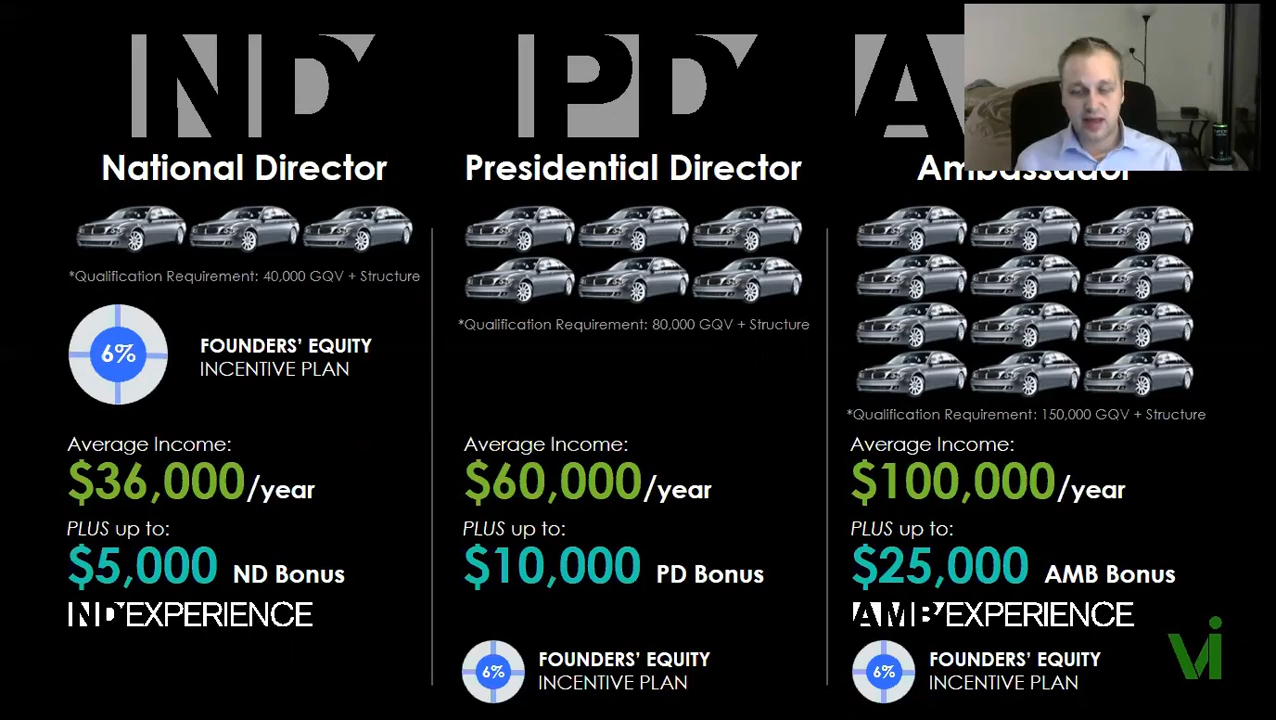 ND
National Director
*Qualification Requirement: 40,000 GQV + Structure
6%
FOUNDERS' EQUITY
INCENTIVE PLAN
Average Income:
$36,000/year
PLUS up to:
$5,000 ND Bonus
ND EXPERIENCE
PD
Presidential Director
*Qualification Requirement: 80,000 GQV + Structure
Average Income:
$60,000/year
PLUS up to:
$10,000 PD Bonus
6%
FOUNDERS' EQUITY
INCENTIVE PLAN
A
Ambassador
*Qualification Requirement: 150,000 GQV + Structure
Average Income:
$100,000/year
PLUS up to:
$25,000 AMB Bonus
AMB EXPERIENCE
6%
FOUNDERS' EQUITY
INCENTIVE PLAN
Vi